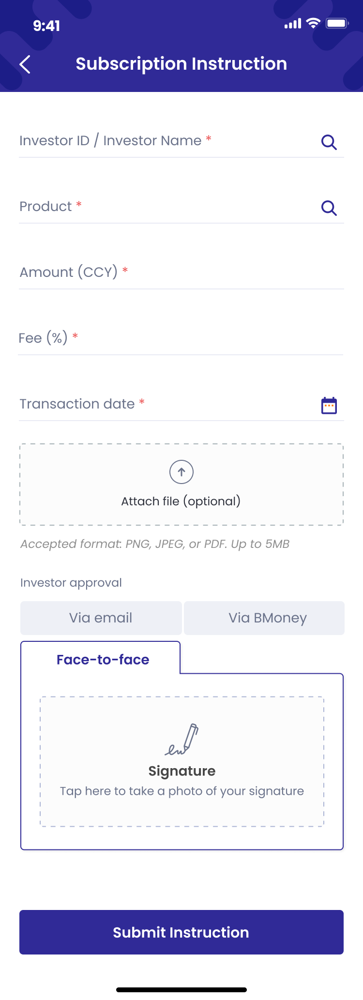 9:41
Subscription Instruction
Investor ID / Investor Name *
Product *
Amount (CCY) *
Fee (%) *
Transaction date *
Attach file (optional)
Accepted format: PNG, JPEG, or PDF. Up to 5MB
Investor approval
Via email
Via BMoney
Face-to-face
Signature
Tap here to take a photo of your signature
Submit Instruction